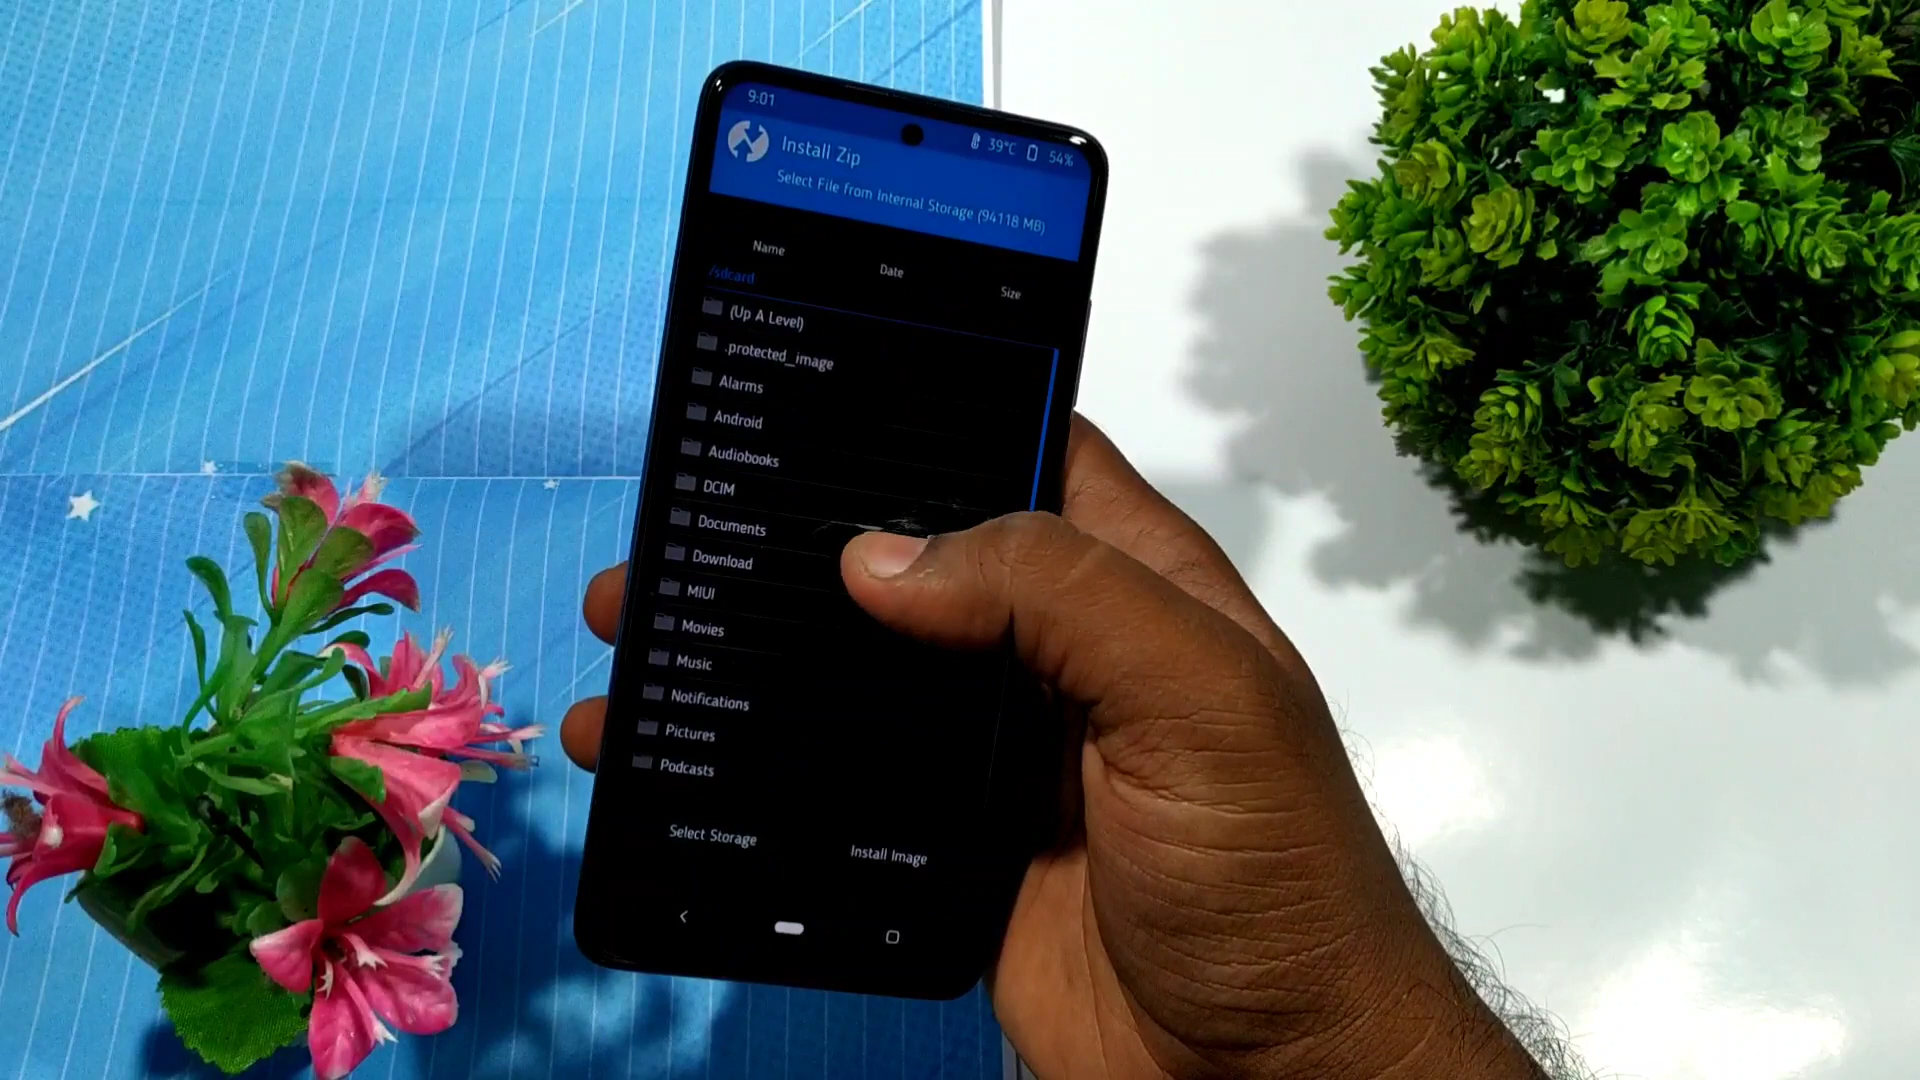 9:01
39°C 54%
Install Zip
Select File from Internal Storage (94118 MB)
Name Date Size
/sdcard
(Up A Level)
.protected_image
Alarms
Android
Audiobooks
DCIM
Documents
Download
MIUI
Movies
Music
Notifications
Pictures
Podcasts
Select Storage Install Image